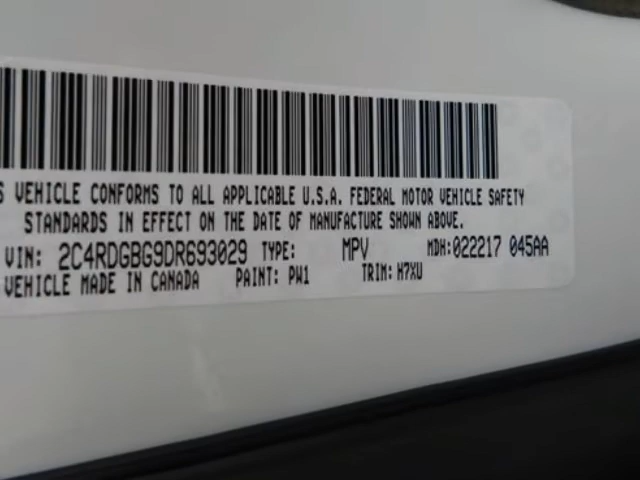 VEHICLE CONFORMS TO ALL APPLICABLE U.S.A. FEDERAL MOTOR VEHICLE SAFETY
STANDARDS IN EFFECT ON THE DATE OF MANUFACTURE SHOWN ABOVE.
VIN: 2C4RDGBG9DR693029 TYPE: MPV MDH:022217 045AA
VEHICLE MADE IN CANADA PAINT: PW1 TRIM: H7XU